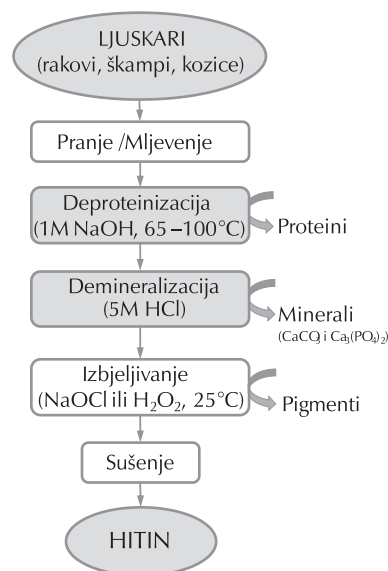 LJUSKARI
(rakovi, škampi, kozice)
Pranje /Mljevenje
Deproteinizacija
(1M NaOH, 65–100°C)
Proteini
Demineralizacija
(5M HCl)
Minerali
(CaCO₃ i Ca₃(PO₄)₂)
Izbjeljivanje
(NaOCl ili H₂O₂, 25°C)
Pigmenti
Sušenje
HITIN